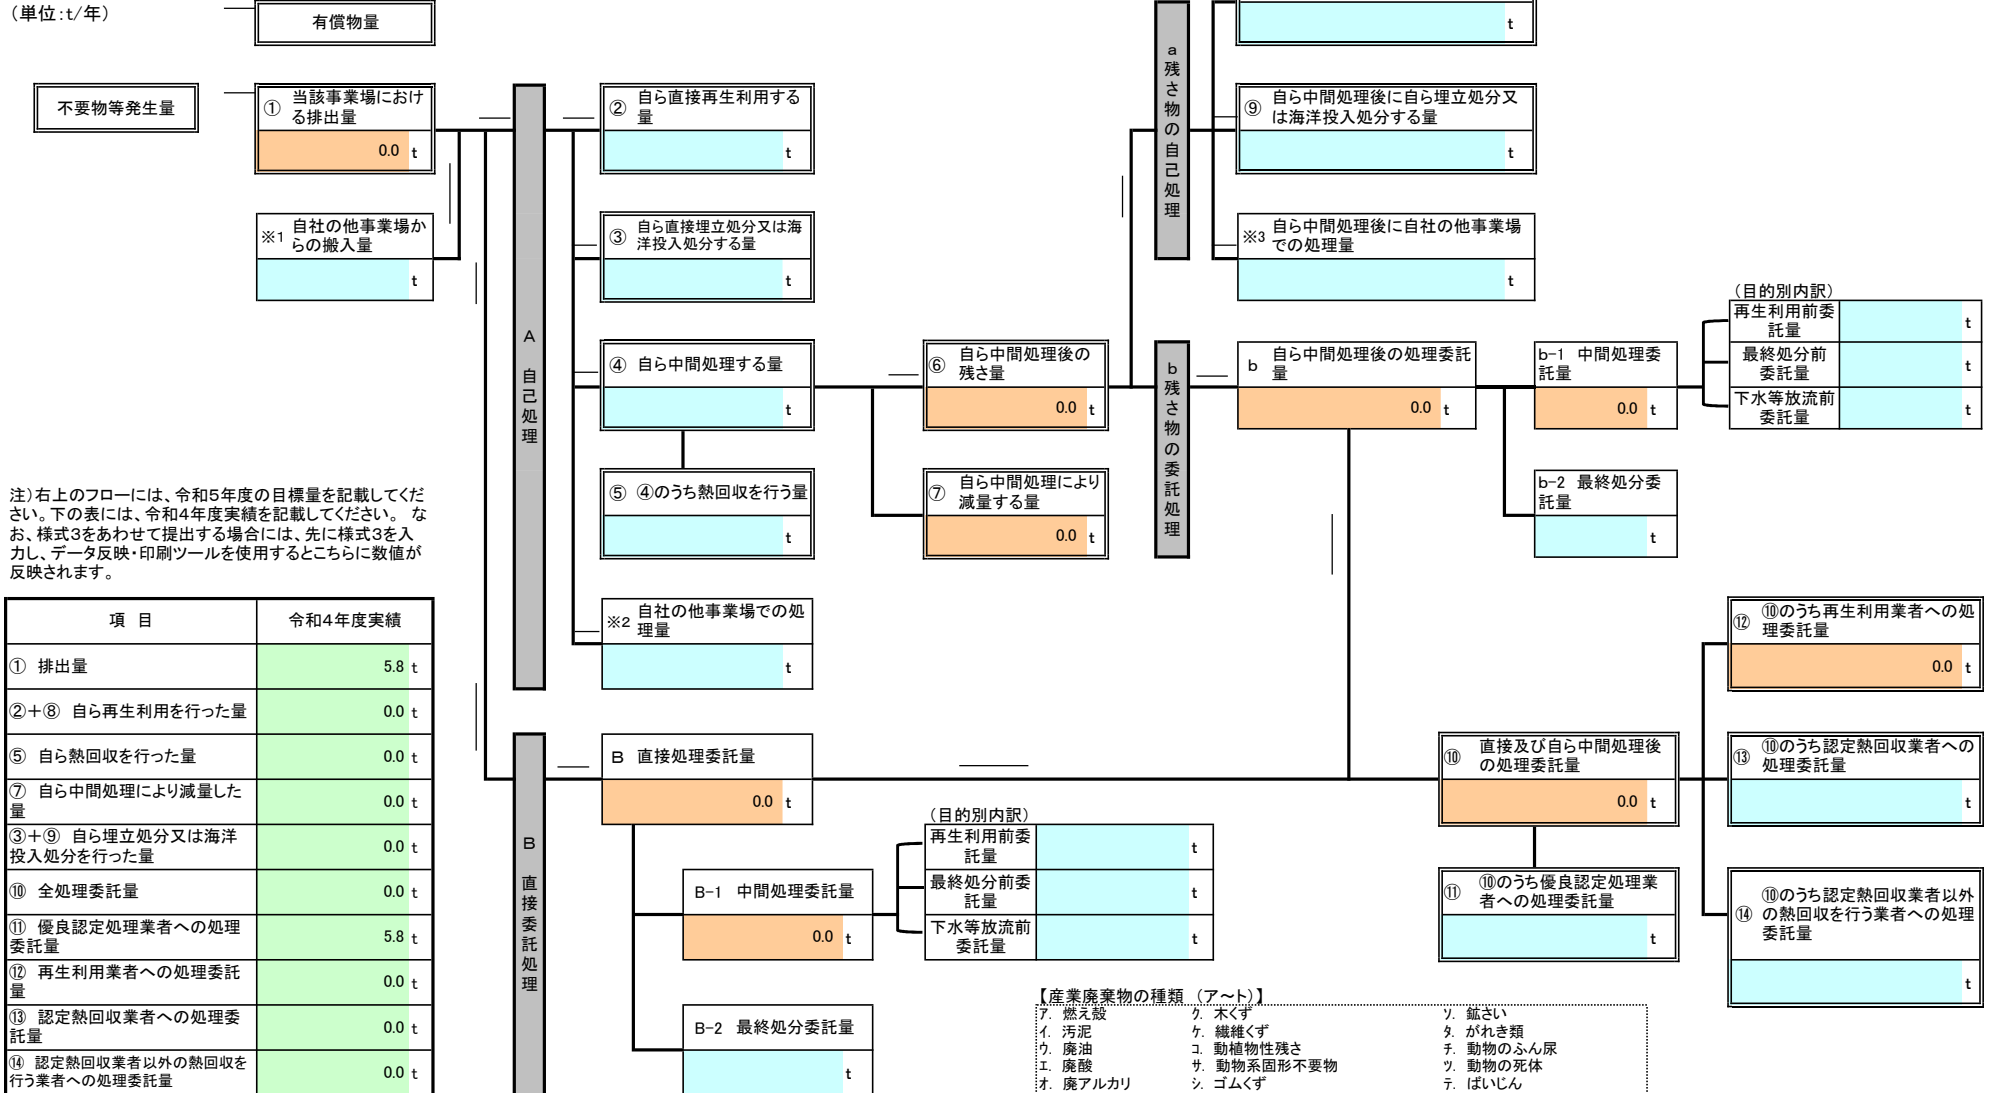 （単位：t/年）
有償物量
不要物等発生量
① 当該事業場におけ
る排出量
0.0 t
※1 自社の他事業場か
らの搬入量
t
A 自己処理
② 自ら直接再生利用する
量
t
③ 自ら直接埋立処分又は海
洋投入処分する量
t
④ 自ら中間処理する量
t
⑤ ④のうち熱回収を行う量
t
※2 自社の他事業場での処
理量
t
⑥ 自ら中間処理後の
残さ量
0.0 t
⑦ 自ら中間処理により
減量する量
0.0 t
a 残さ物の自己処理
t
⑨ 自ら中間処理後に自ら埋立処分又
は海洋投入処分する量
t
※3 自ら中間処理後に自社の他事業場
での処理量
t
b 残さ物の委託処理
b 自ら中間処理後の処理委託
量
0.0 t
b-1 中間処理委
託量
0.0 t
b-2 最終処分委
託量
t
（目的別内訳）
再生利用前委
託量
t
最終処分前
委託量
t
下水等放流前
委託量
t
注）右上のフローには、令和5年度の目標量を記載してくだ
さい。下の表には、令和4年度実績を記載してください。 な
お、様式3をあわせて提出する場合には、先に様式3を入
力し、データ反映・印刷ツールを使用するとこちらに数値が
反映されます。
項 目 令和4年度実績
① 排出量 5.8 t
②＋⑧ 自ら再生利用を行った量 0.0 t
⑤ 自ら熱回収を行った量 0.0 t
⑦ 自ら中間処理により減量した
量 0.0 t
③＋⑨ 自ら埋立処分又は海洋
投入処分を行った量 0.0 t
⑩ 全処理委託量 0.0 t
⑪ 優良認定処理業者への処理
委託量 5.8 t
⑫ 再生利用業者への処理委託
量 0.0 t
⑬ 認定熱回収業者への処理委
託量 0.0 t
⑭ 認定熱回収業者以外の熱回収を
行う業者への処理委託量 0.0 t
B 直接委託処理
B 直接処理委託量
0.0 t
B-1 中間処理委託量
0.0 t
B-2 最終処分委託量
t
（目的別内訳）
再生利用前委
託量
t
最終処分前委
託量
t
下水等放流前
委託量
t
⑩ 直接及び自ら中間処理後
の処理委託量
0.0 t
⑪ ⑩のうち優良認定処理業
者への処理委託量
t
⑫ ⑩のうち再生利用業者への処
理委託量
0.0 t
⑬ ⑩のうち認定熱回収業者への
処理委託量
t
⑭ ⑩のうち認定熱回収業者以外
の熱回収を行う業者への処理
委託量
t
【産業廃棄物の種類 （ア～ト）】
ア. 燃え殻 ク. 木くず ソ. 鉱さい
イ. 汚泥 ケ. 繊維くず タ. がれき類
ウ. 廃油 コ. 動植物性残さ チ. 動物のふん尿
エ. 廃酸 サ. 動物系固形不要物 ツ. 動物の死体
オ. 廃アルカリ シ. ゴムくず テ. ばいじん